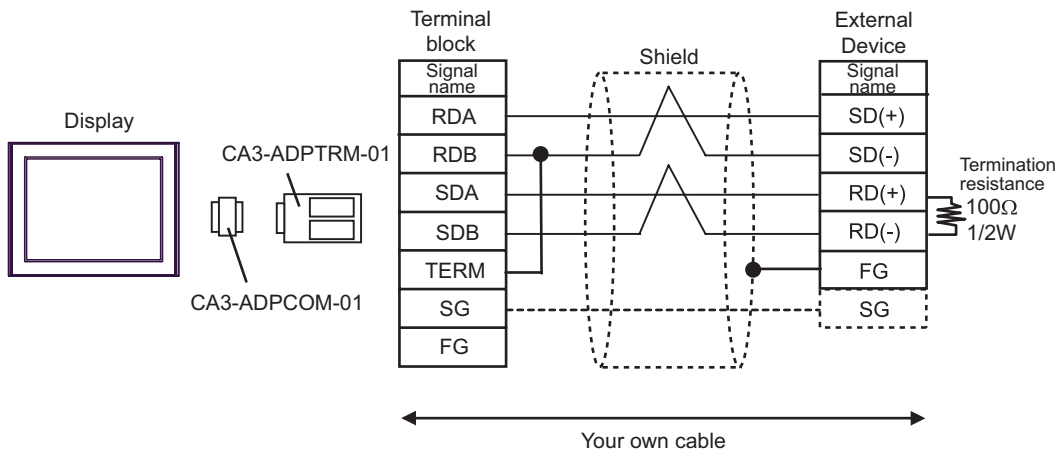 Display
CA3-ADPTRM-01
CA3-ADPCOM-01
Terminal
block
Signal
name
RDA
RDB
SDA
SDB
TERM
SG
FG
Shield
External
Device
Signal
name
SD(+)
SD(-)
RD(+)
RD(-)
FG
SG
Termination
resistance
100Ω
1/2W
Your own cable